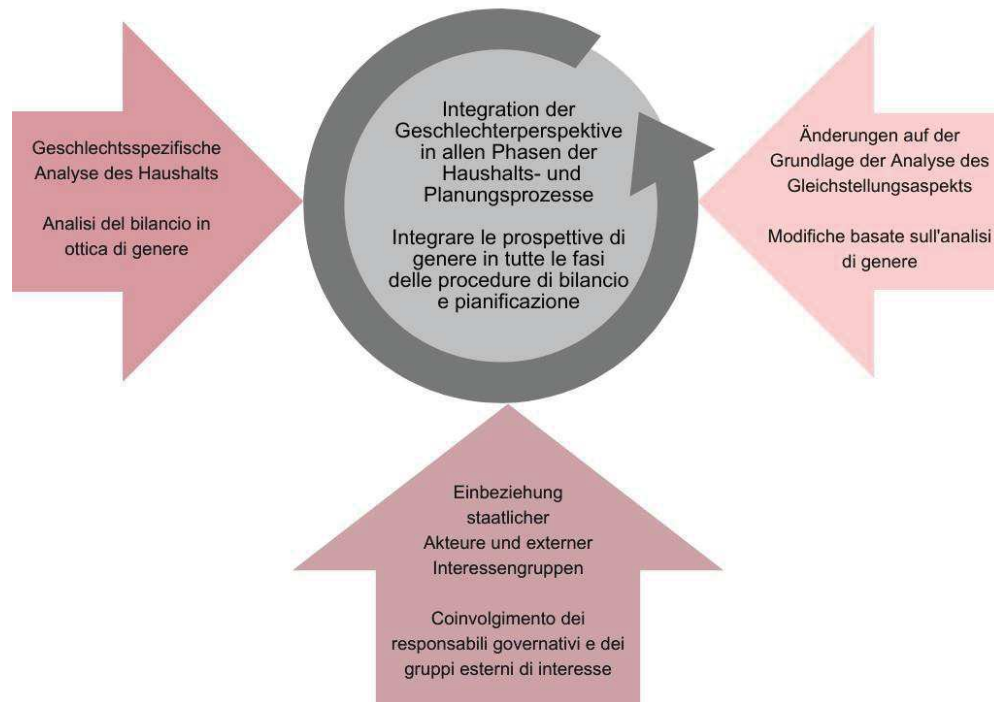 Geschlechtsspezifische
Analyse des Haushalts
Analisi del bilancio in
ottica di genere
Integration der
Geschlechterperspektive
in allen Phasen der
Haushalts- und
Planungsprozesse
Integrare le prospettive di
genere in tutte le fasi
delle procedure di bilancio
e pianificazione
Änderungen auf der
Grundlage der Analyse des
Gleichstellungsaspekts
Modifiche basate sull'analisi
di genere
Einbeziehung
staatlicher
Akteure und externer
Interessengruppen
Coinvolgimento dei
responsabili governativi e dei
gruppi esterni di interesse